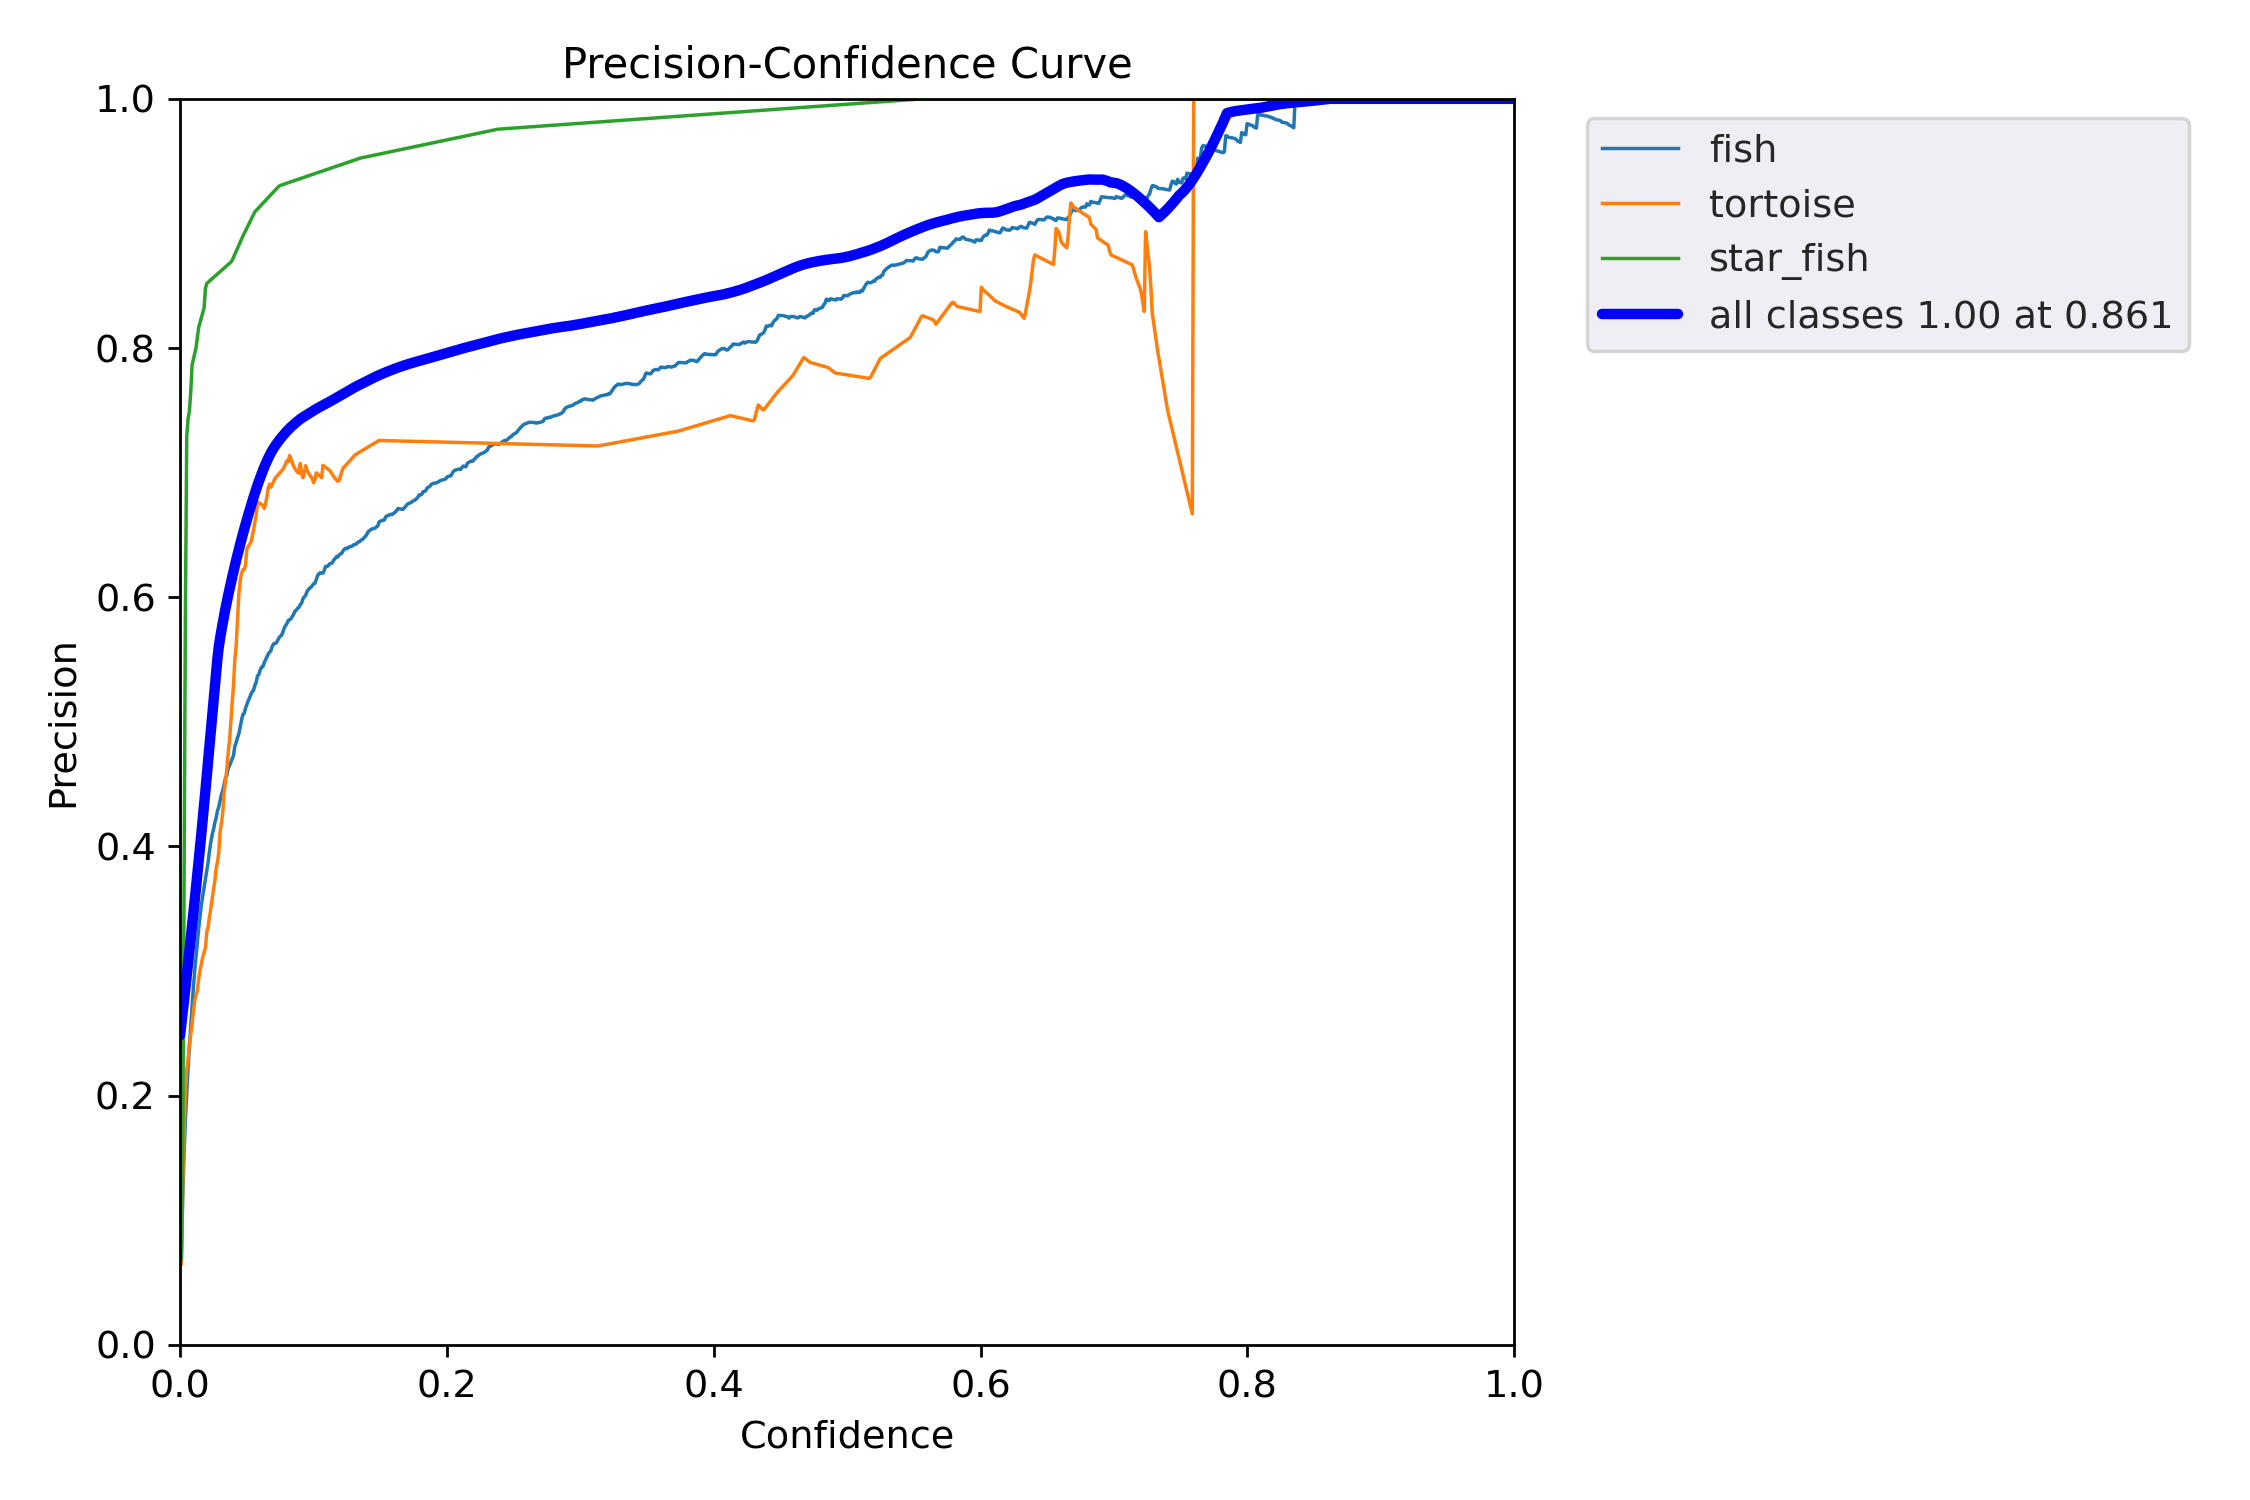 Precision-Confidence Curve
1.0
0.8
0.6
0.4
0.2
0.0
Precision
0.0 0.2 0.4 0.6 0.8 1.0
Confidence
fish
tortoise
star_fish
all classes 1.00 at 0.861